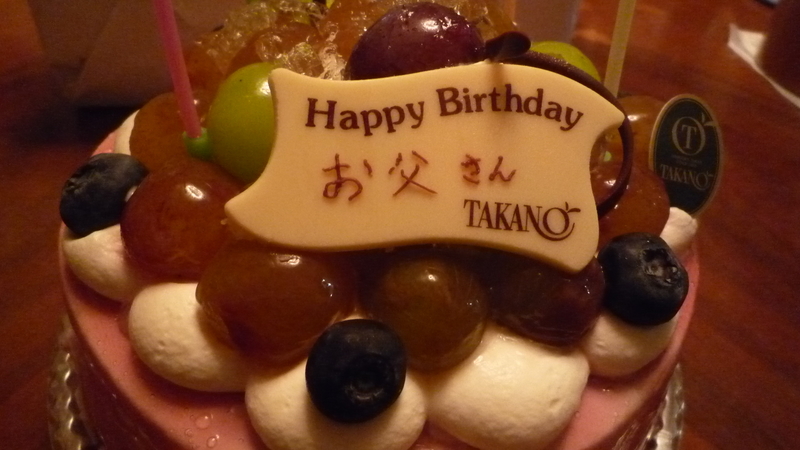 Happy Birthday
お父さん
TAKANO
T
TAKANO